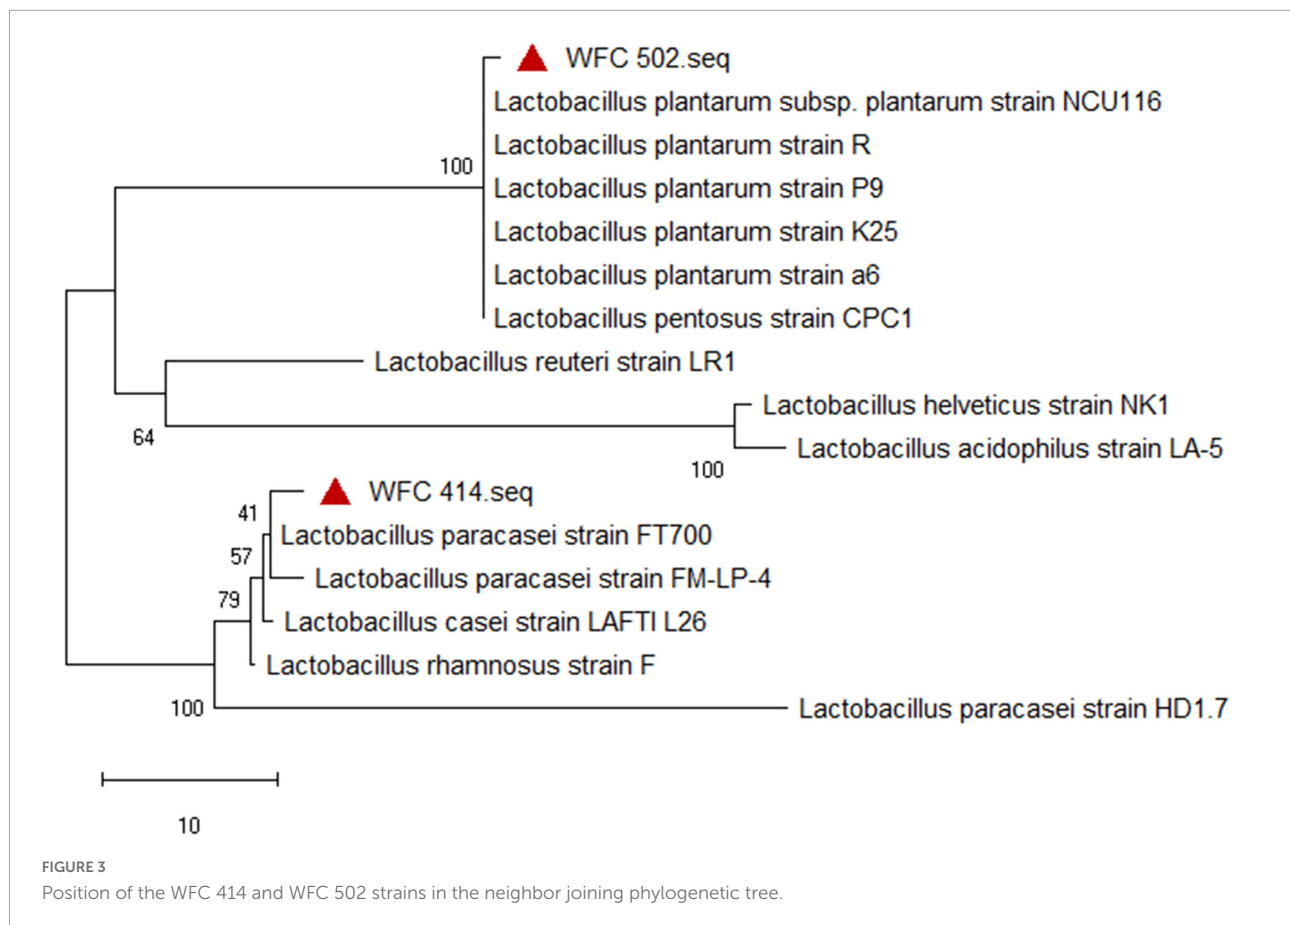 WFC 502.seq
Lactobacillus plantarum subsp. plantarum strain NCU116
Lactobacillus plantarum strain R
100
Lactobacillus plantarum strain P9
Lactobacillus plantarum strain K25
Lactobacillus plantarum strain a6
Lactobacillus pentosus strain CPC1
Lactobacillus reuteri strain LR1
Lactobacillus helveticus strain NK1
64
Lactobacillus acidophilus strain LA-5
100
WFC 414.seq
41
Lactobacillus paracasei strain FT700
57
Lactobacillus paracasei strain FM-LP-4
79
Lactobacillus casei strain LAFTI L26
Lactobacillus rhamnosus strain F
100
Lactobacillus paracasei strain HD1.7
10
FIGURE 3
Position of the WFC 414 and WFC 502 strains in the neighbor joining phylogenetic tree.